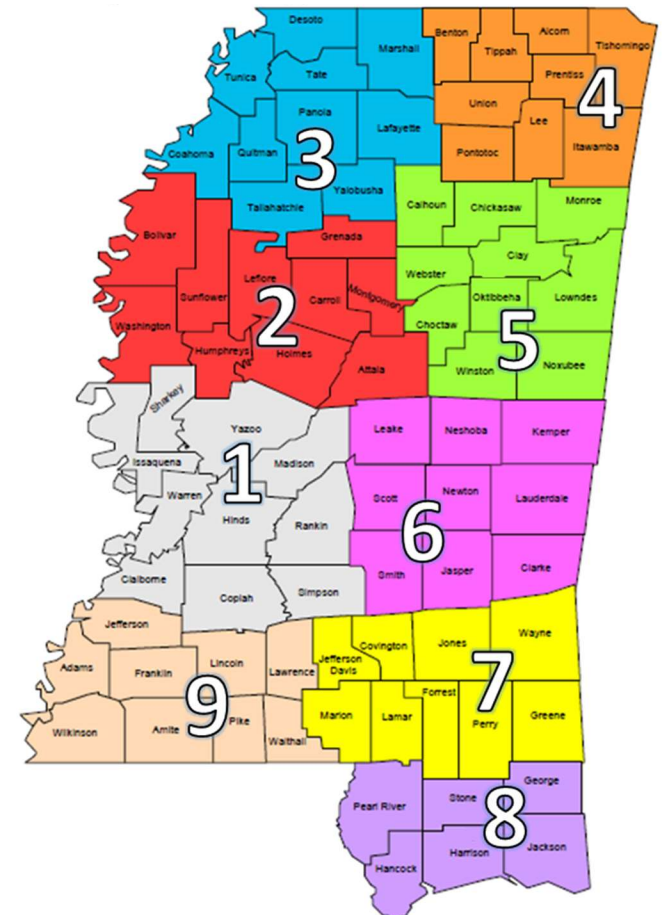 Desoto
Marshall
Benton
Tippah
Alcorn
Tishomingo
Tunica
Tate
Prentiss
4
Panola
Lafayette
Union
Lee
Coahoma
Quitman
3
Pontotoc
Itawamba
Yalobusha
Tallahatchie
Calhoun
Chickasaw
Monroe
Bolivar
Grenada
Clay
Webster
Leflore
Sunflower
Carroll
Montgomery
Oktibbeha
Lowndes
2
Washington
Choctaw
5
Humphreys
Holmes
Attala
Winston
Noxubee
Sharkey
Yazoo
Leake
Neshoba
Kemper
Issaquena
Madison
1
Warren
Scott
Newton
Lauderdale
Hinds
Rankin
6
Smith
Jasper
Clarke
Claiborne
Copiah
Simpson
Jefferson
Covington
Jones
Wayne
Adams
Franklin
Lincoln
Lawrence
Jefferson
Davis
7
9
Forrest
Wilkinson
Amite
Pike
Walthall
Marion
Lamar
Perry
Greene
Pearl River
Stone
George
8
Hancock
Harrison
Jackson